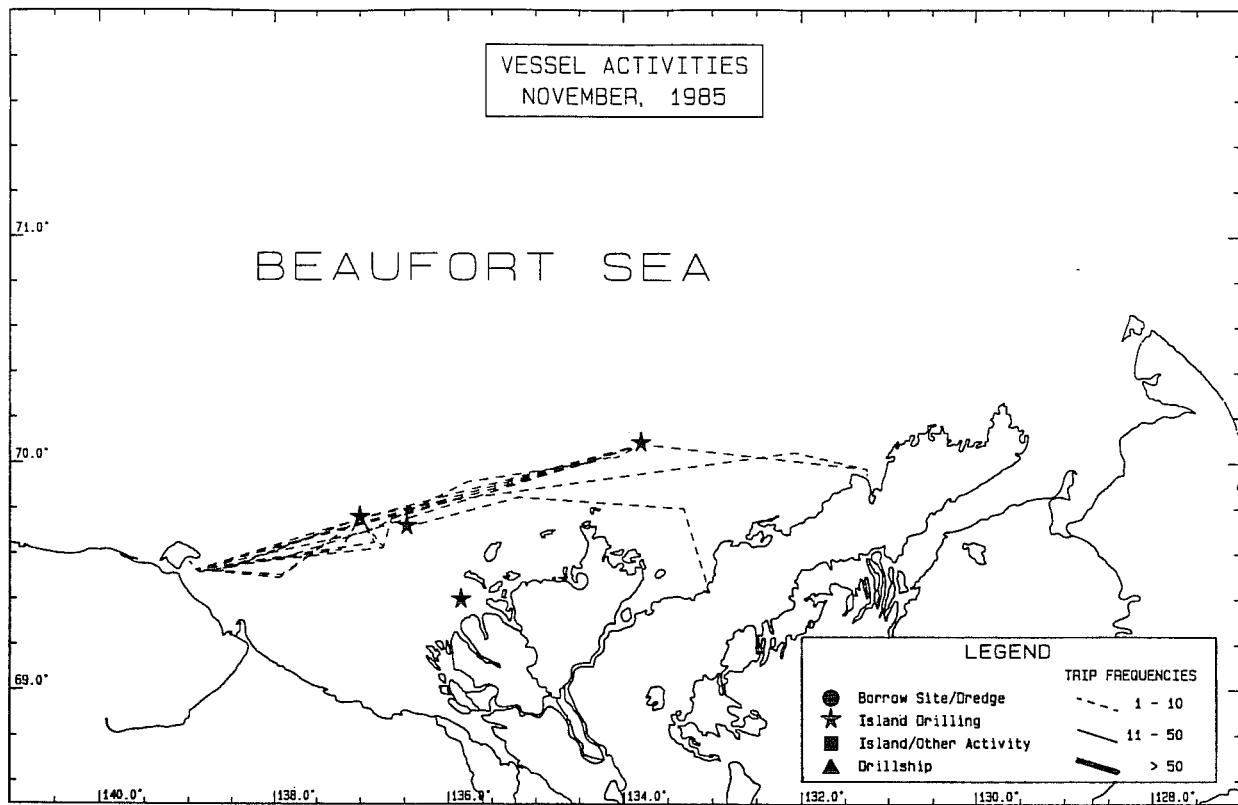 VESSEL ACTIVITIES
NOVEMBER, 1985
71.0°
BEAUFORT SEA
70.0°
69.0°
LEGEND
TRIP FREQUENCIES
Borrow Site/Dredge
1 - 10
Island Drilling
11 - 50
Island/Other Activity
> 50
Drillship
140.0° 138.0° 136.0° 134.0° 132.0° 130.0° 128.0°